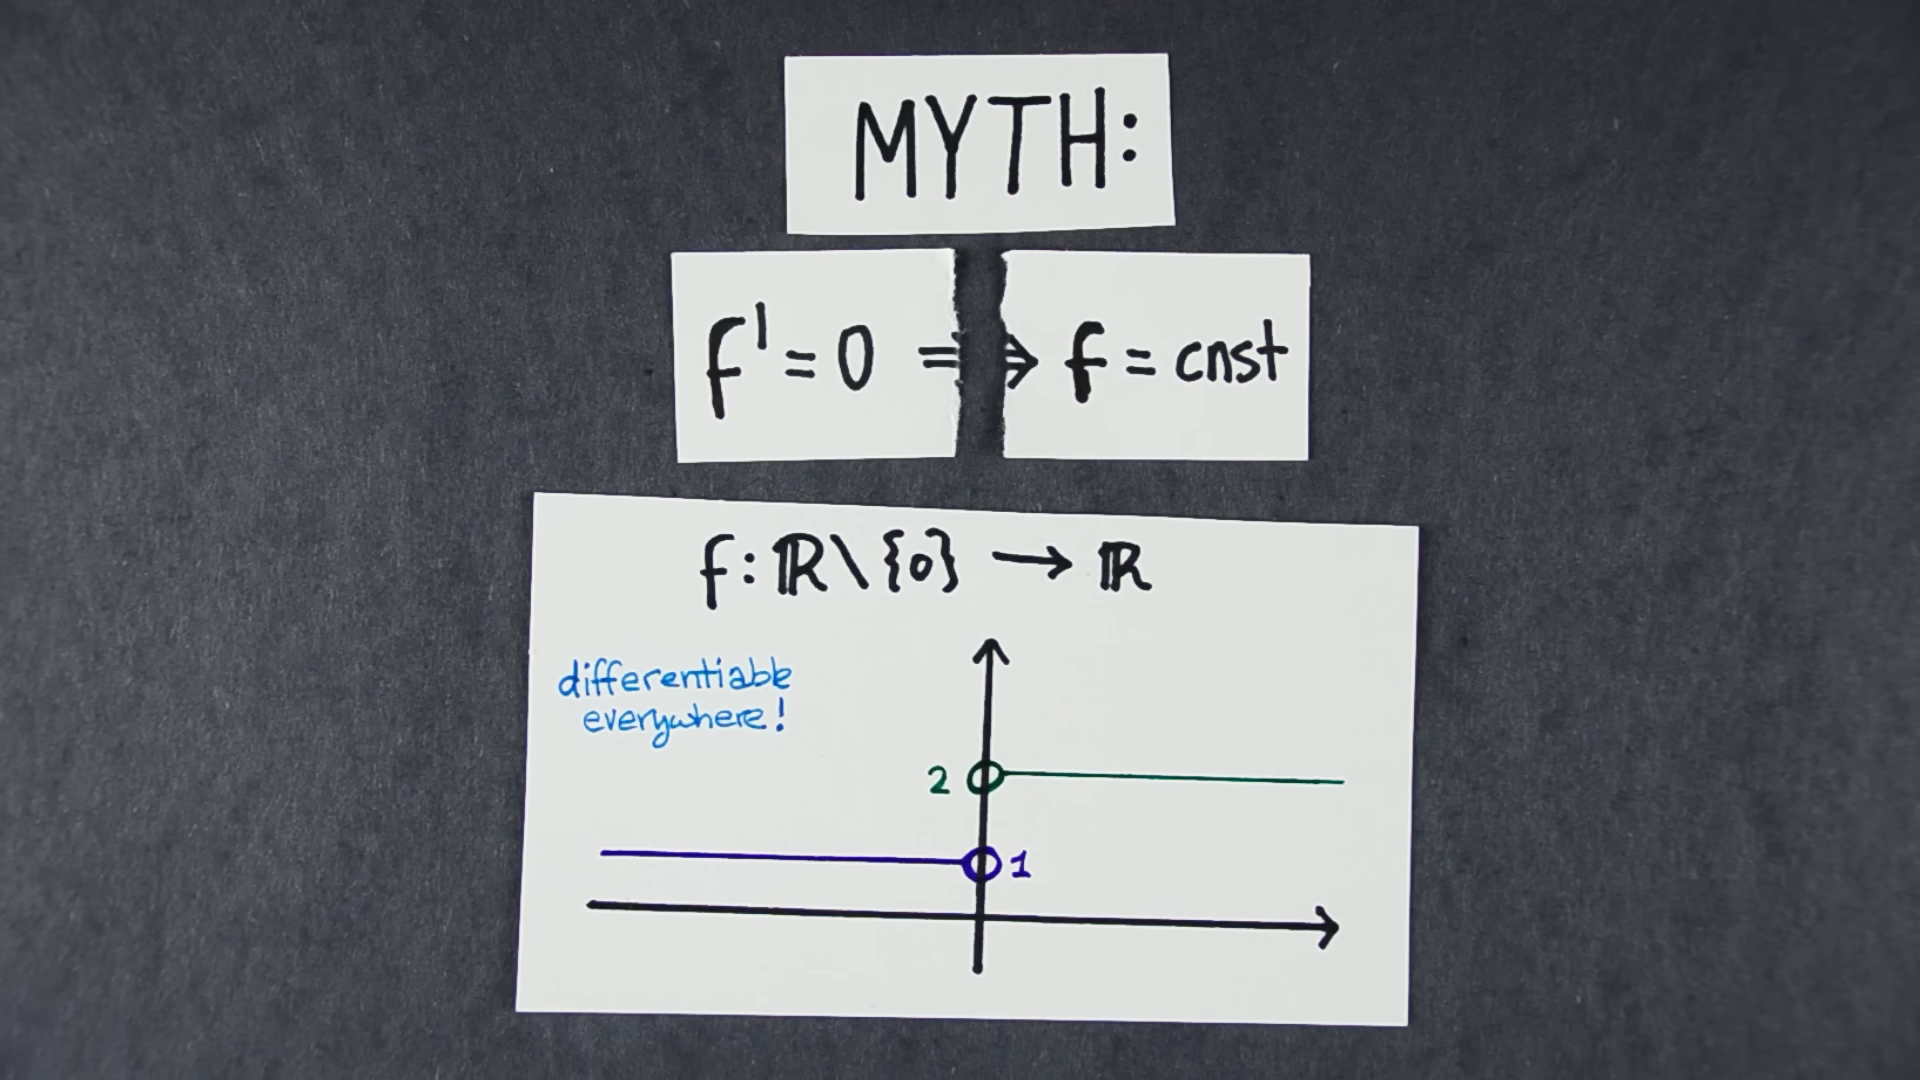 MYTH:
f' = 0 ⇒ f = cnst
f: ℝ \ {0} → ℝ
differentiable
everywhere!
2
1